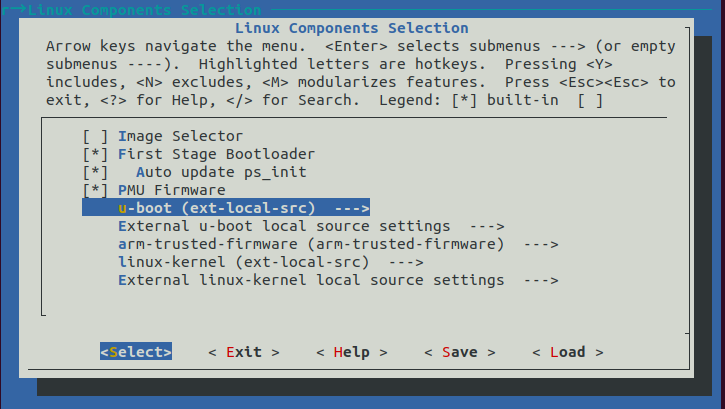 Linux Components Selection
Linux Components Selection
Arrow keys navigate the menu.  <Enter> selects submenus ---> (or empty
submenus ----).  Highlighted letters are hotkeys.  Pressing <Y>
includes, <N> excludes, <M> modularizes features.  Press <Esc><Esc> to
exit, <?> for Help, </> for Search.  Legend: [*] built-in  [ ]
[ ] Image Selector
[*] First Stage Bootloader
[*]   Auto update ps_init
[*] PMU Firmware
u-boot (ext-local-src)  --->
External u-boot local source settings  --->
arm-trusted-firmware (arm-trusted-firmware)  --->
linux-kernel (ext-local-src)  --->
External linux-kernel local source settings  --->
<Select>    < Exit >    < Help >    < Save >    < Load >